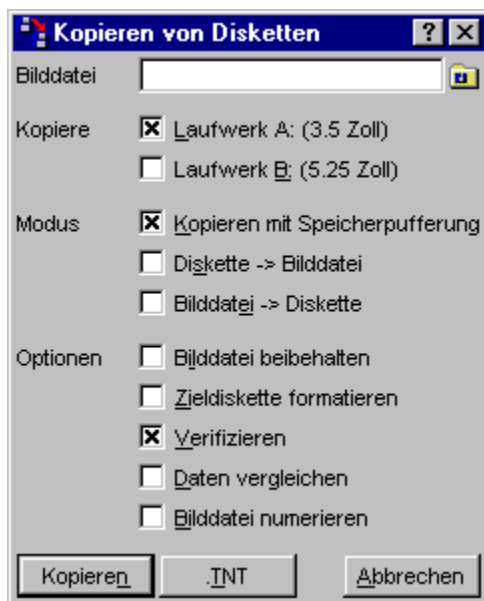 Kopieren von Disketten
Bilddatei
Kopiere Laufwerk A: (3.5 Zoll)
Laufwerk B: (5.25 Zoll)
Modus Kopieren mit Speicherpufferung
Diskette -> Bilddatei
Bilddatei -> Diskette
Optionen Bilddatei beibehalten
Zieldiskette formatieren
Verifizieren
Daten vergleichen
Bilddatei numerieren
Kopieren .TNT Abbrechen